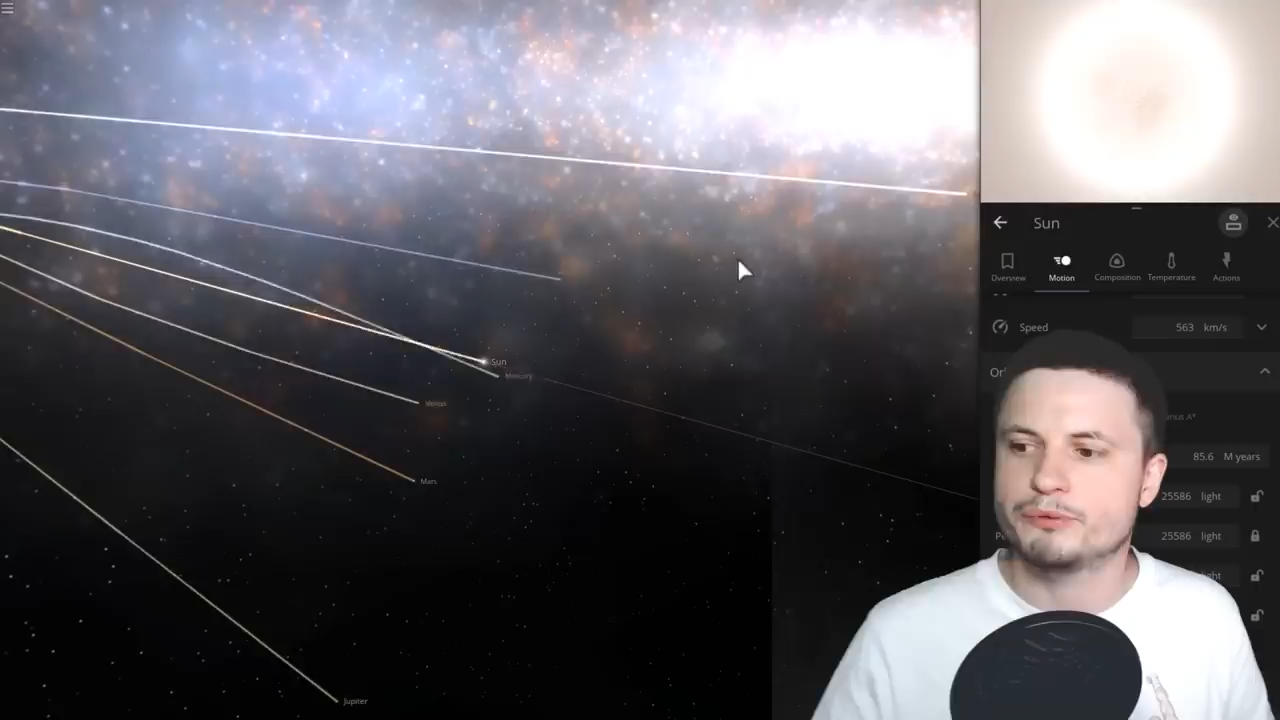 Sun
Overview
Motion
Composition
Temperature
Actions
Speed
563 km/s
85.6 M years
25586 light
25586 light
Sun
Mercury
Venus
Mars
Jupiter